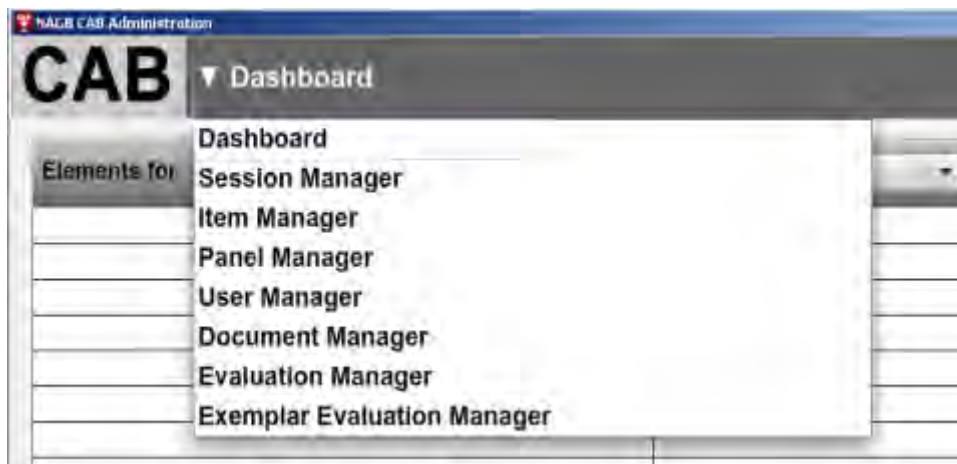 NAGB CAB Administration
CAB
▼ Dashboard
Dashboard
Elements for
Session Manager
Item Manager
Panel Manager
User Manager
Document Manager
Evaluation Manager
Exemplar Evaluation Manager